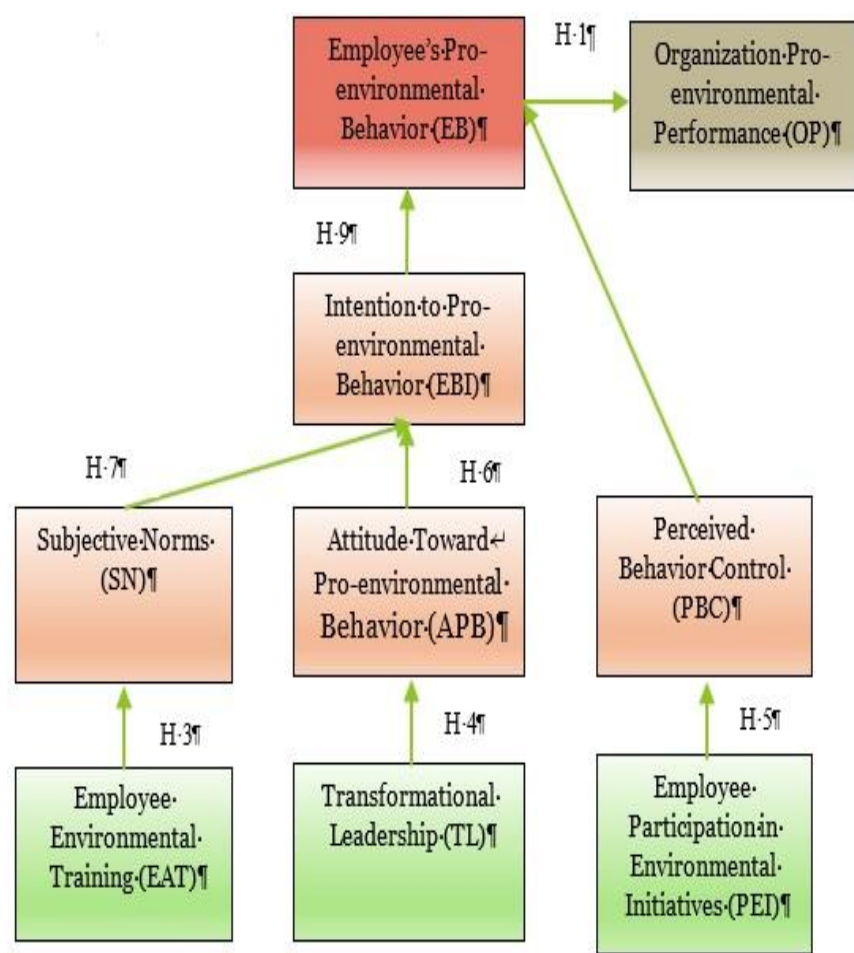 Employee’s·Pro-
environmental·
Behavior·(EB)¶
H·1¶
Organization·Pro-
environmental·
Performance·(OP)¶
H·9¶
Intention·to·Pro-
environmental·
Behavior·(EBI)¶
H·7¶
H·6¶
Subjective·Norms·
(SN)¶
Attitude·Toward↵
Pro-environmental·
Behavior·(APB)¶
Perceived·
Behavior·Control·
(PBC)¶
H·3¶
H·4¶
H·5¶
Employee·
Environmental·
Training·(EAT)¶
Transformational·
Leadership·(TL)¶
Employee·
Participation·in·
Environmental·
Initiatives·(PEI)¶